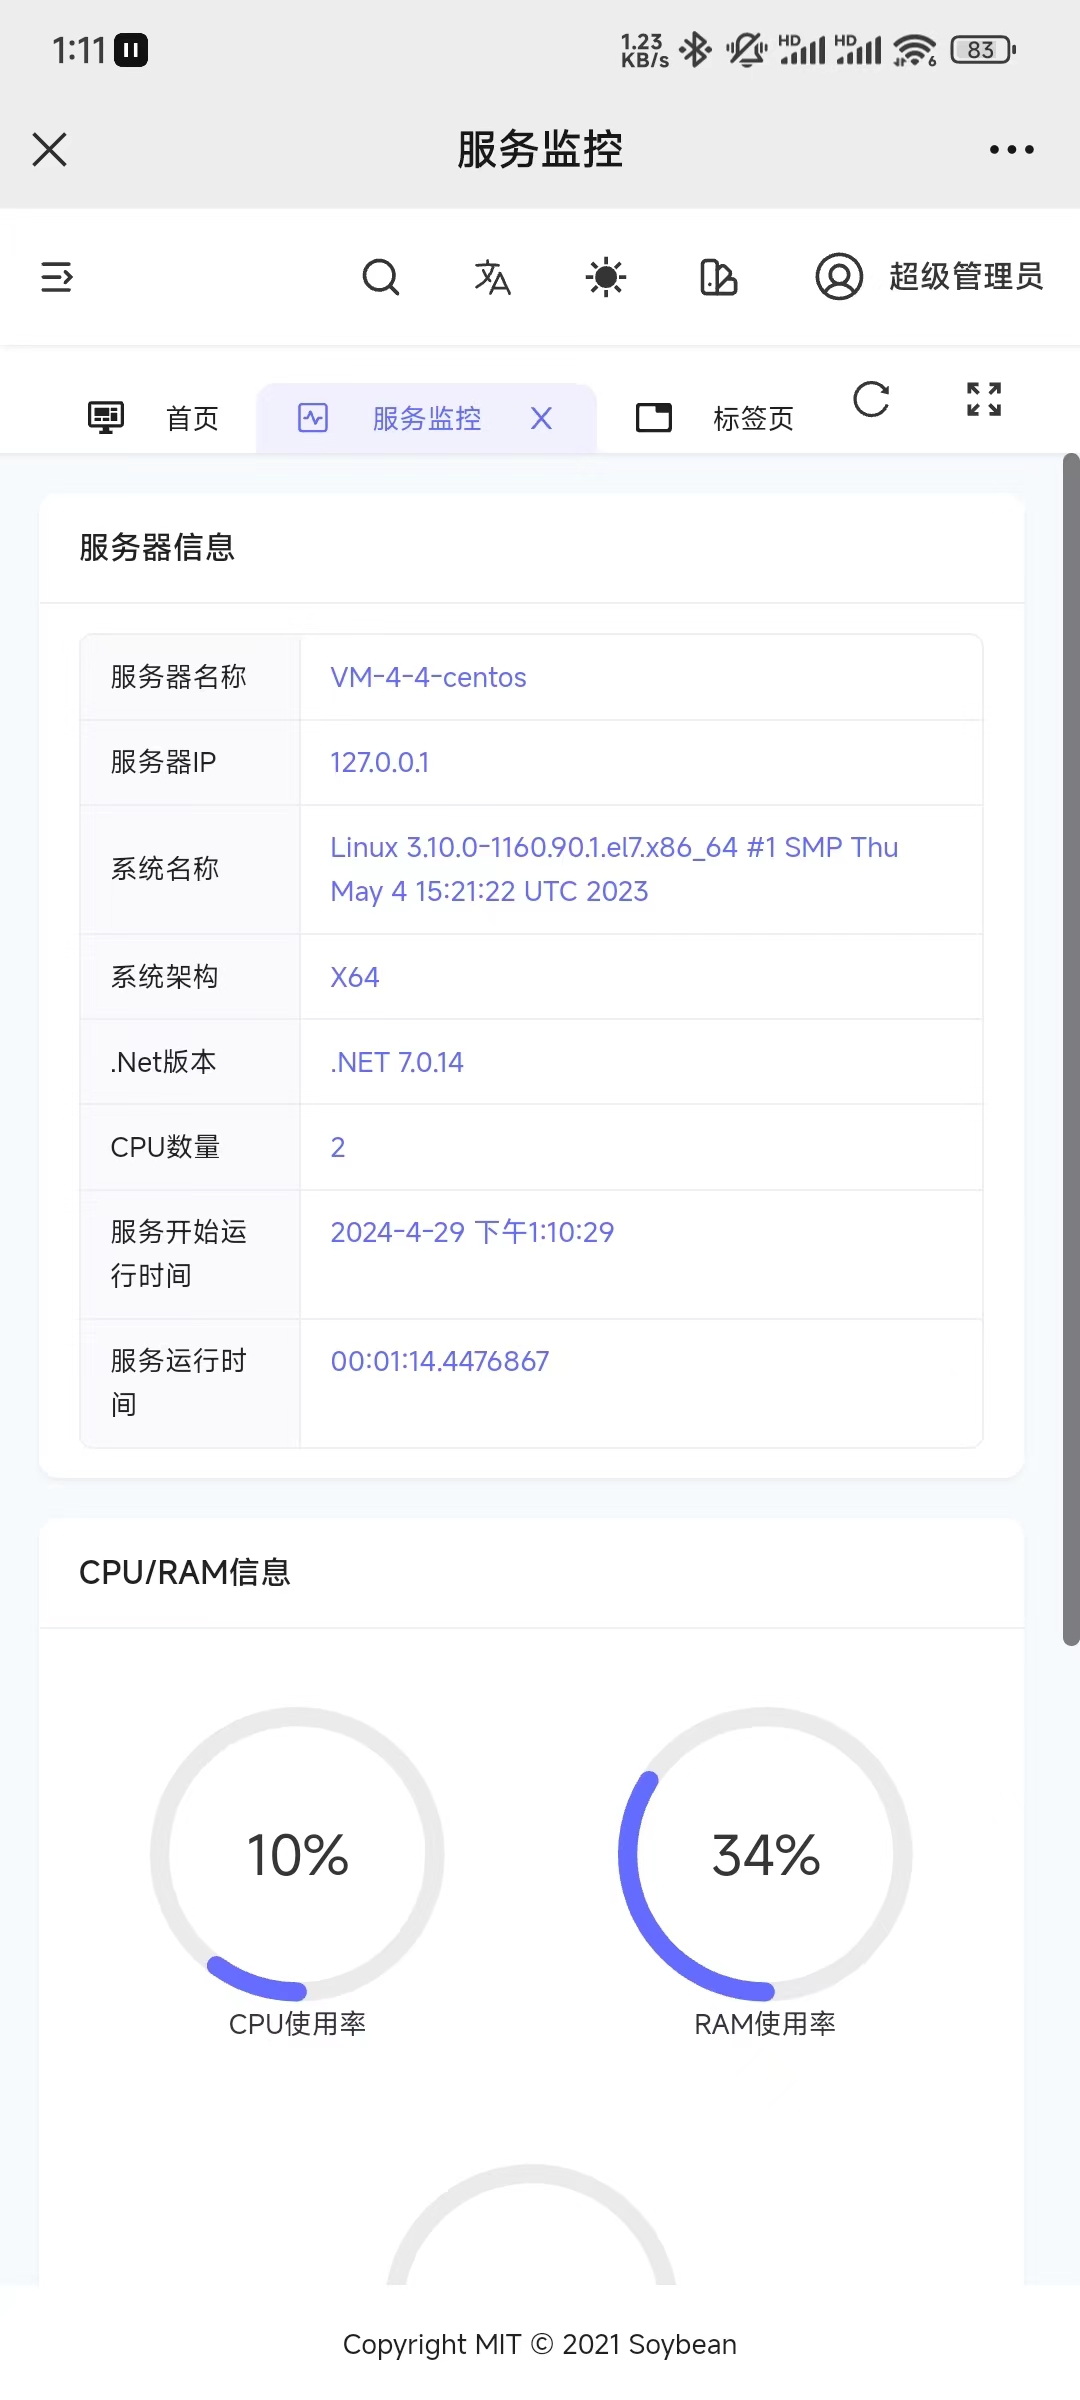 1:11
1.23 KB/s
HD HD 6 83
服务监控
超级管理员
首页 服务监控 X 标签页
服务器信息
服务器名称 VM-4-4-centos
服务器IP 127.0.0.1
系统名称 Linux 3.10.0-1160.90.1.el7.x86_64 #1 SMP Thu
May 4 15:21:22 UTC 2023
系统架构 X64
.Net版本 .NET 7.0.14
CPU数量 2
服务开始运 2024-4-29 下午1:10:29
行时间
服务运行时 00:01:14.4476867
间
CPU/RAM信息
10% 34%
CPU使用率 RAM使用率
Copyright MIT © 2021 Soybean